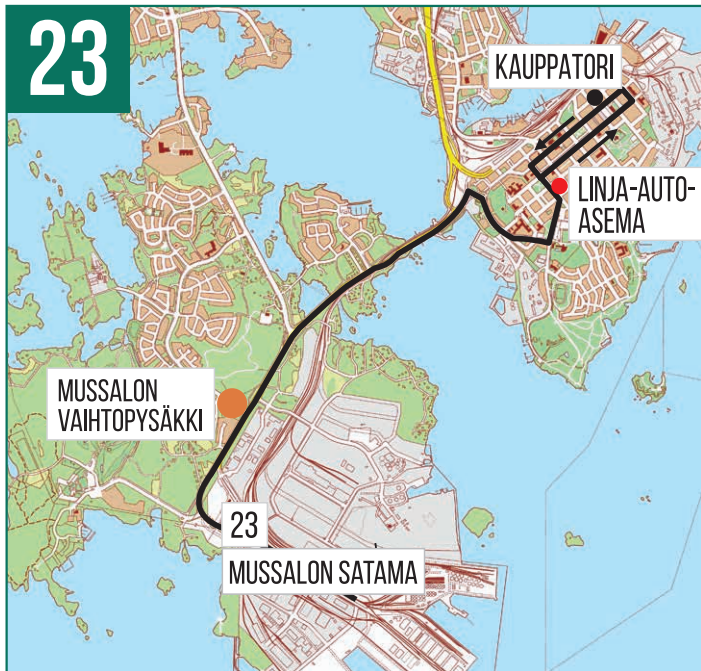 23
KAUPPATORI
LINJA-AUTO-
ASEMA
MUSSALON
VAIHTOPYSÄKKI
23
MUSSALON SATAMA